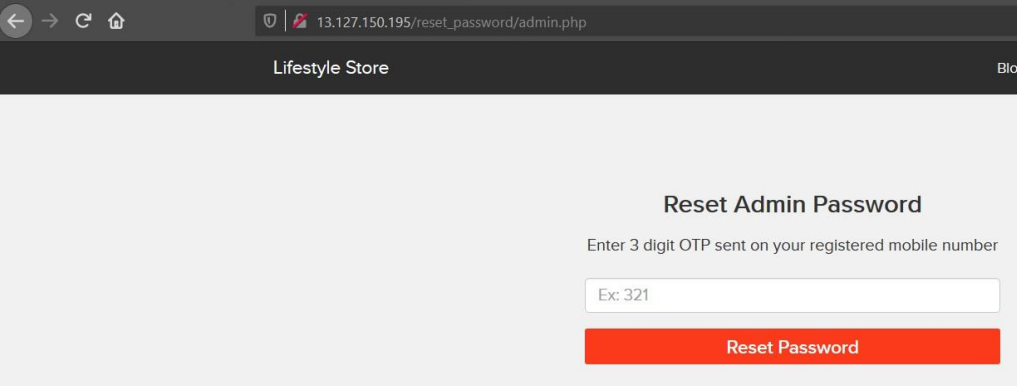 13.127.150.195/reset_password/admin.php
Lifestyle Store
Blo
Reset Admin Password
Enter 3 digit OTP sent on your registered mobile number
Ex: 321
Reset Password